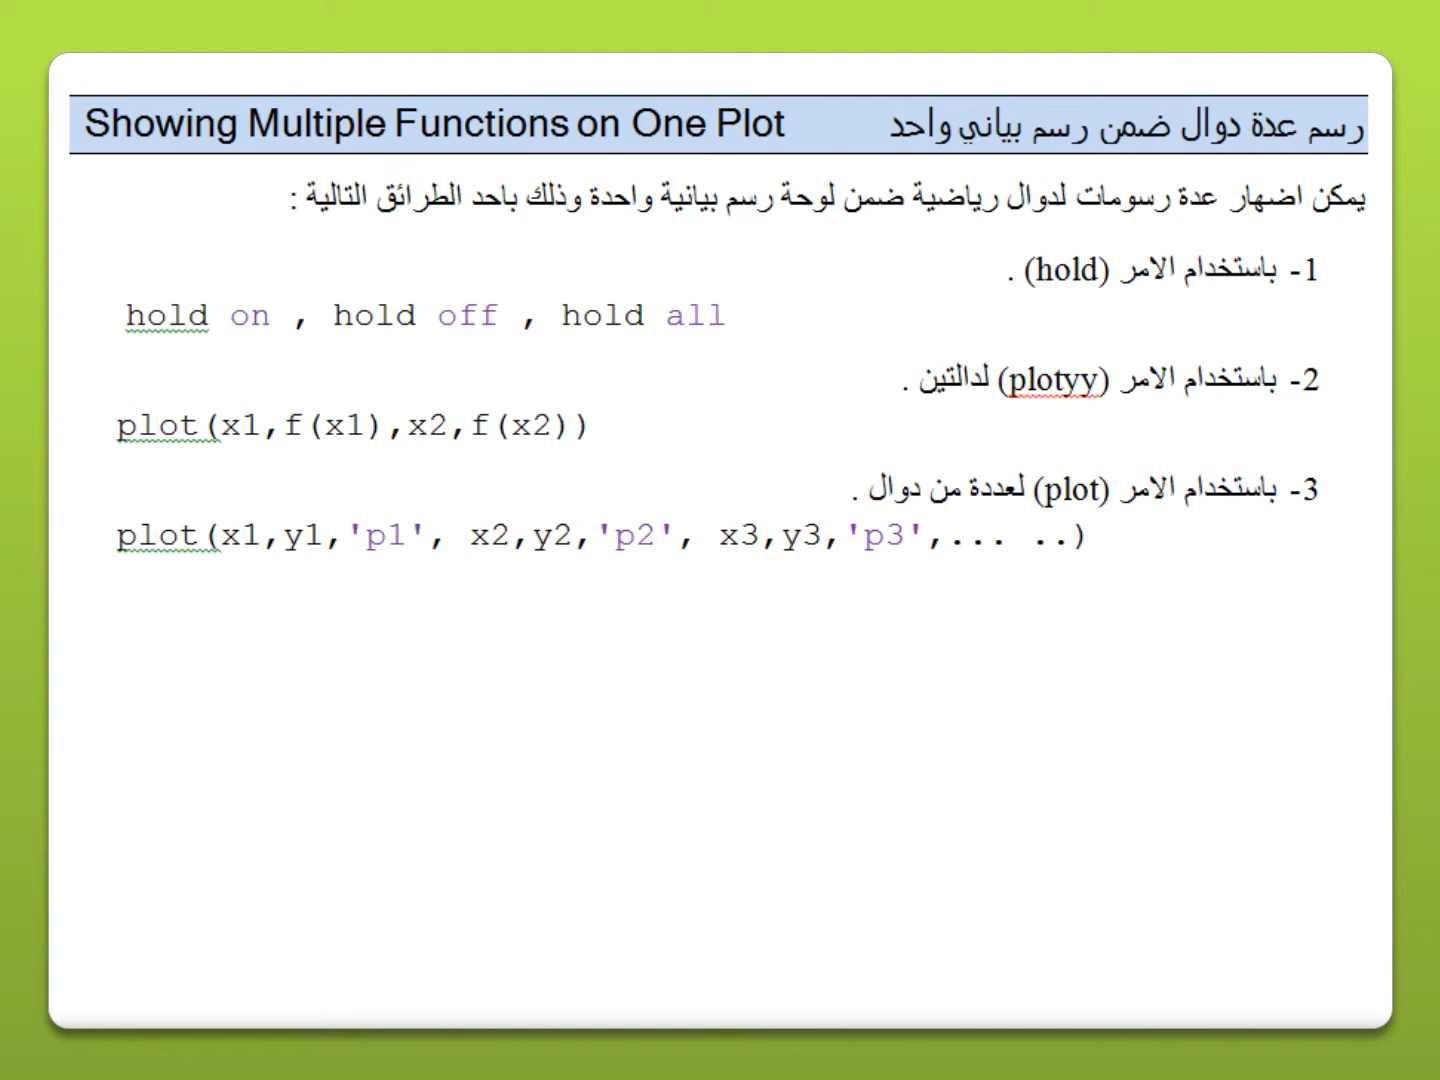 Showing Multiple Functions on One Plot رسم عدة دوال ضمن رسم بياني واحد
يمكن اضهار عدة رسومات لدوال رياضية ضمن لوحة رسم بيانية واحدة وذلك باحد الطرائق التالية :
1- باستخدام الامر (hold) .
hold on , hold off , hold all
2- باستخدام الامر (plotyy) لدالتين .
plot(x1,f(x1),x2,f(x2))
3- باستخدام الامر (plot) لعددة من دوال .
plot(x1,y1,'p1', x2,y2,'p2', x3,y3,'p3',... ..)